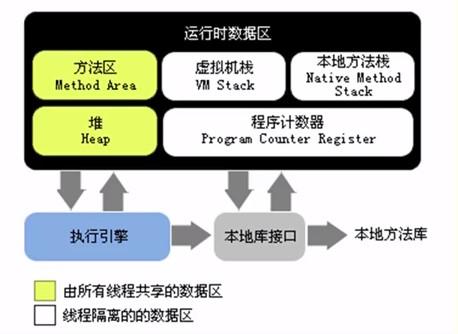 运行时数据区
方法区
Method Area
虚拟机栈
VM Stack
本地方法栈
Native Method
Stack
堆
Heap
程序计数器
Program Counter Register
执行引擎
本地库接口
本地方法库
由所有线程共享的数据区
线程隔离的的数据区